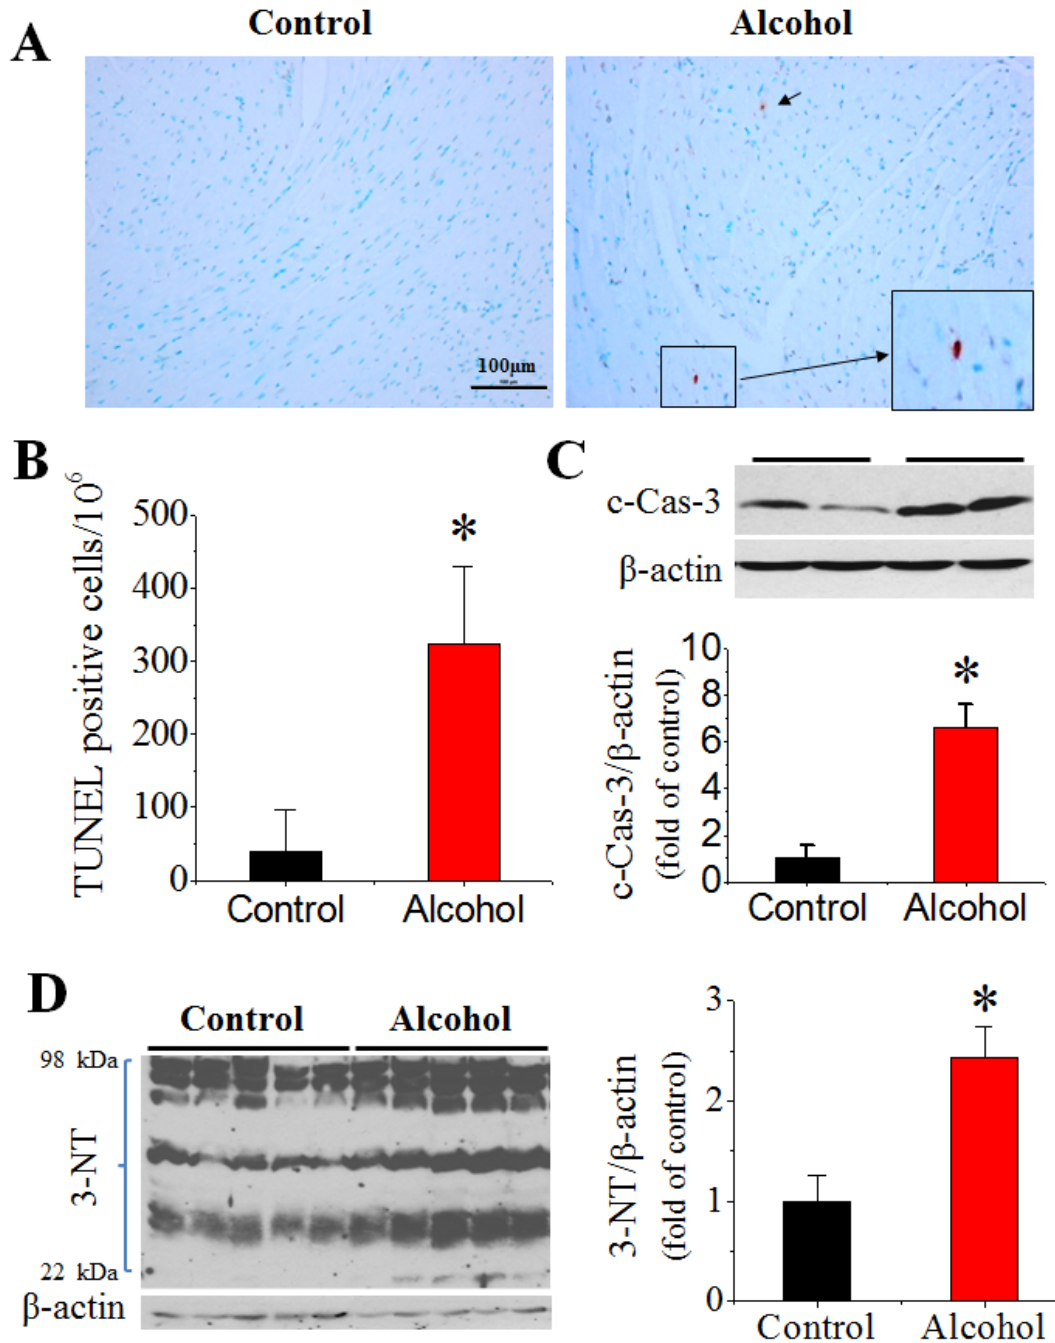 Control
Alcohol
A
100μm
B
TUNEL positive cells/10⁶
500
400
300
200
100
0
*
Control
Alcohol
C
c-Cas-3
β-actin
c-Cas-3/β-actin
(fold of control)
10
8
6
4
2
0
*
Control
Alcohol
D
Control
Alcohol
98 kDa
3-NT
22 kDa
β-actin
3-NT/β-actin
(fold of control)
3
2
1
0
*
Control
Alcohol